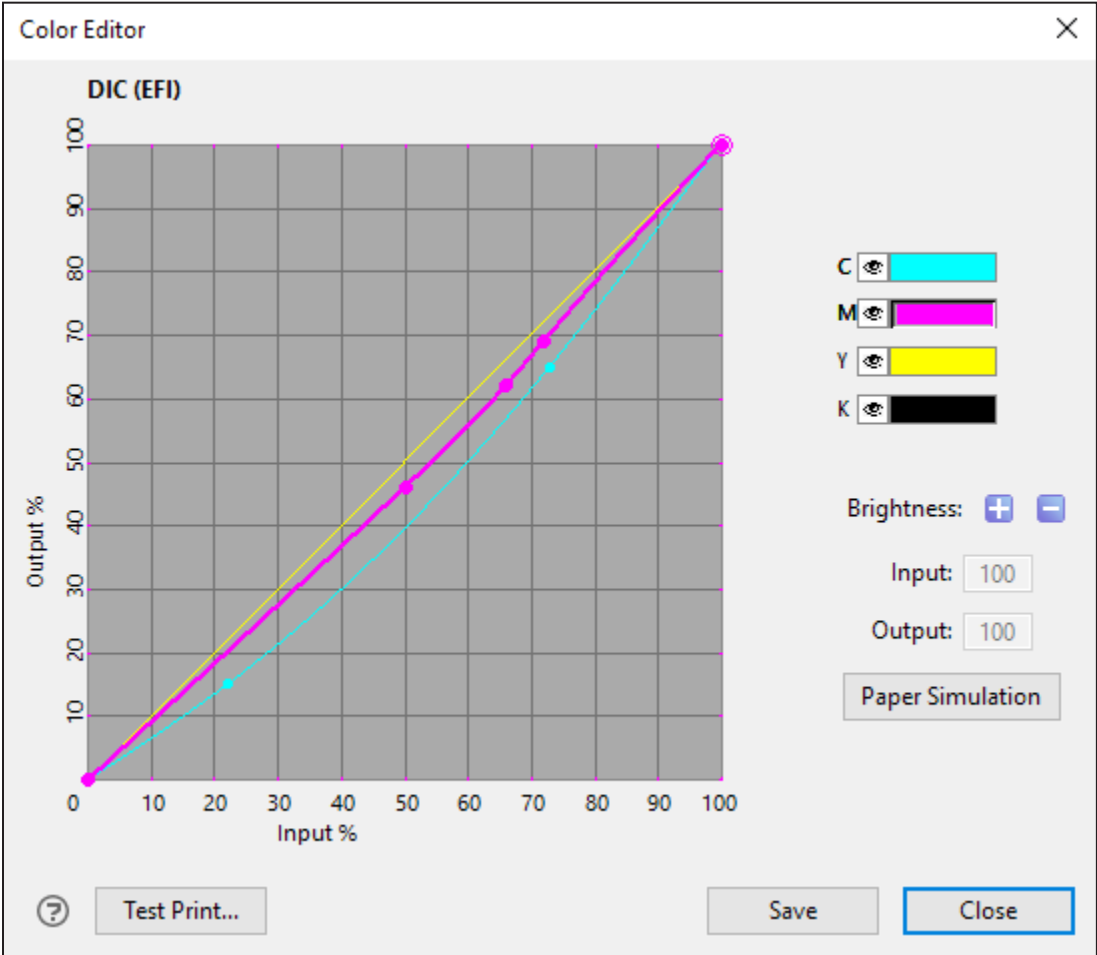 Color Editor
DIC (EFI)
100
90
80
70
60
50
40
30
20
10
Output %
0 10 20 30 40 50 60 70 80 90 100
Input %
C
M
Y
K
Brightness:
Input: 100
Output: 100
Paper Simulation
Test Print...
Save
Close